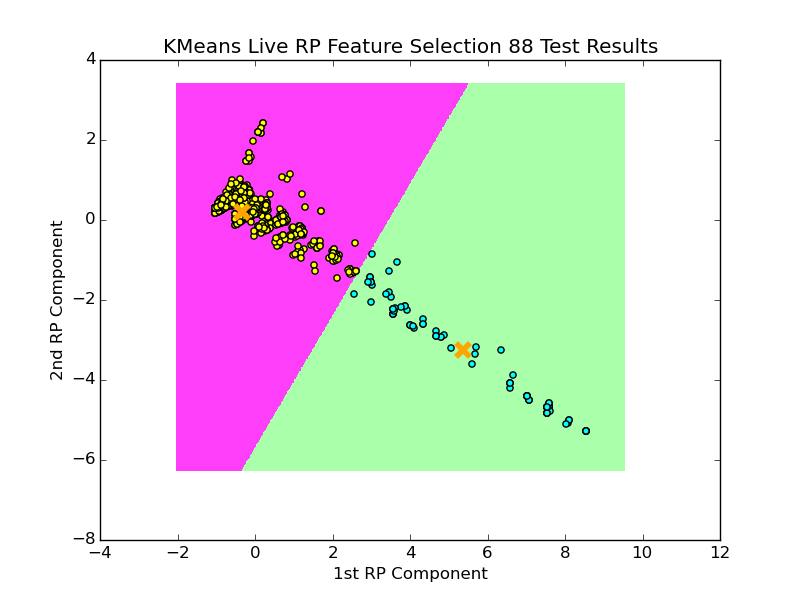 KMeans Live RP Feature Selection 88 Test Results
4
2
0
−2
−4
−6
−8
2nd RP Component
−4 −2 0 2 4 6 8 10 12
1st RP Component